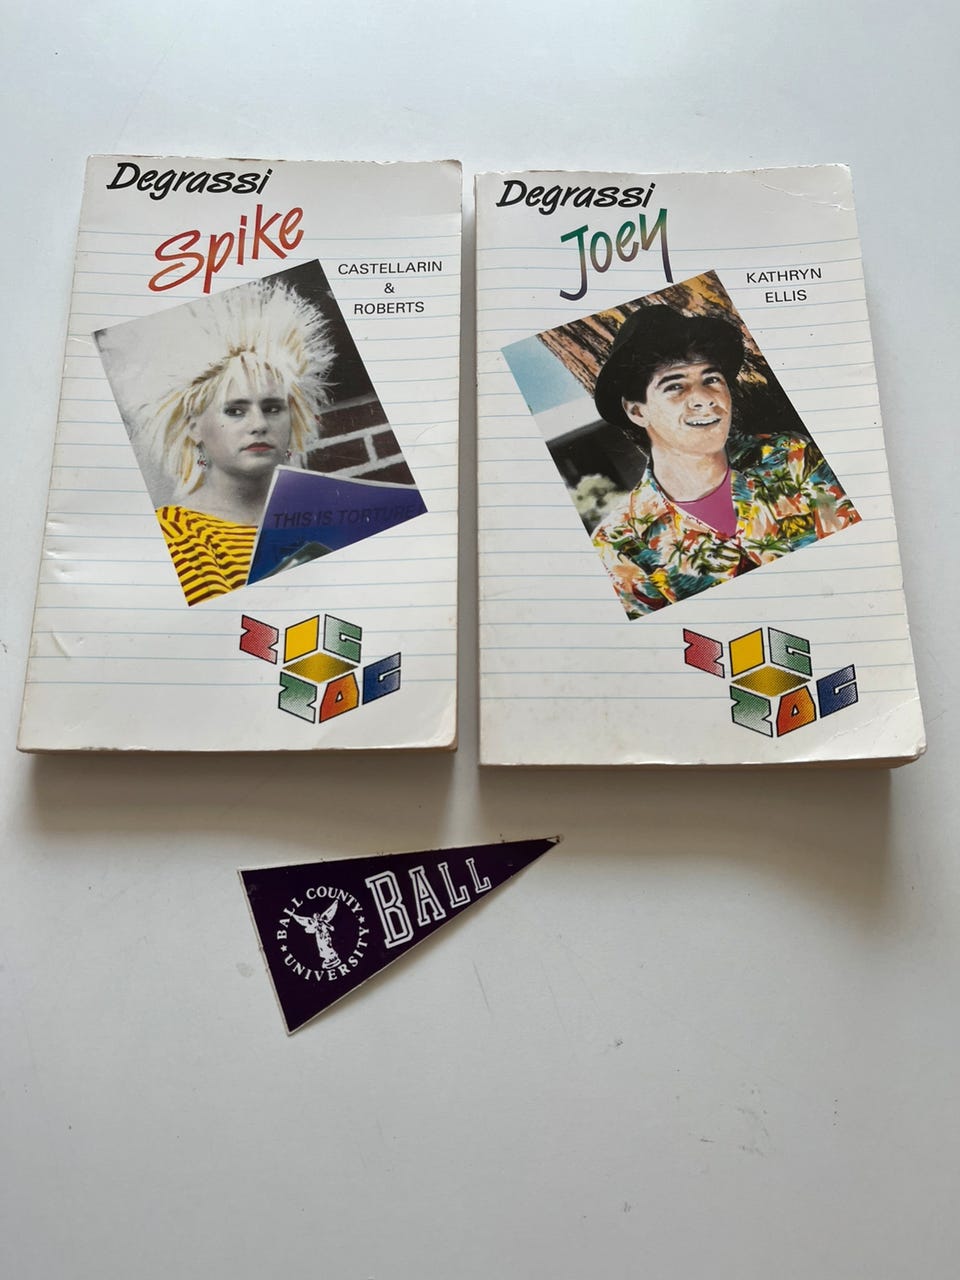 Degrassi
Spike
CASTELLARIN
&
ROBERTS
THIS IS TORTURE
ZIG
ZAG
Degrassi
Joey
KATHRYN
ELLIS
ZIG
ZAG
BALL COUNTY
UNIVERSITY
BALL